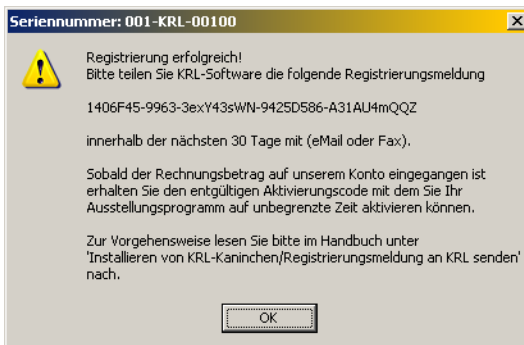 Seriennummer: 001-KRL-00100
Registrierung erfolgreich!
Bitte teilen Sie KRL-Software die folgende Registrierungsmeldung
1406F45-9963-3exY43sWN-9425D586-A31AU4mQQZ
innerhalb der nächsten 30 Tage mit (eMail oder Fax).
Sobald der Rechnungsbetrag auf unserem Konto eingegangen ist
erhalten Sie den entgültigen Aktivierungscode mit dem Sie Ihr
Ausstellungsprogramm auf unbegrenzte Zeit aktivieren können.
Zur Vorgehensweise lesen Sie bitte im Handbuch unter
'Installieren von KRL-Kaninchen/Registrierungsmeldung an KRL senden'
nach.
OK